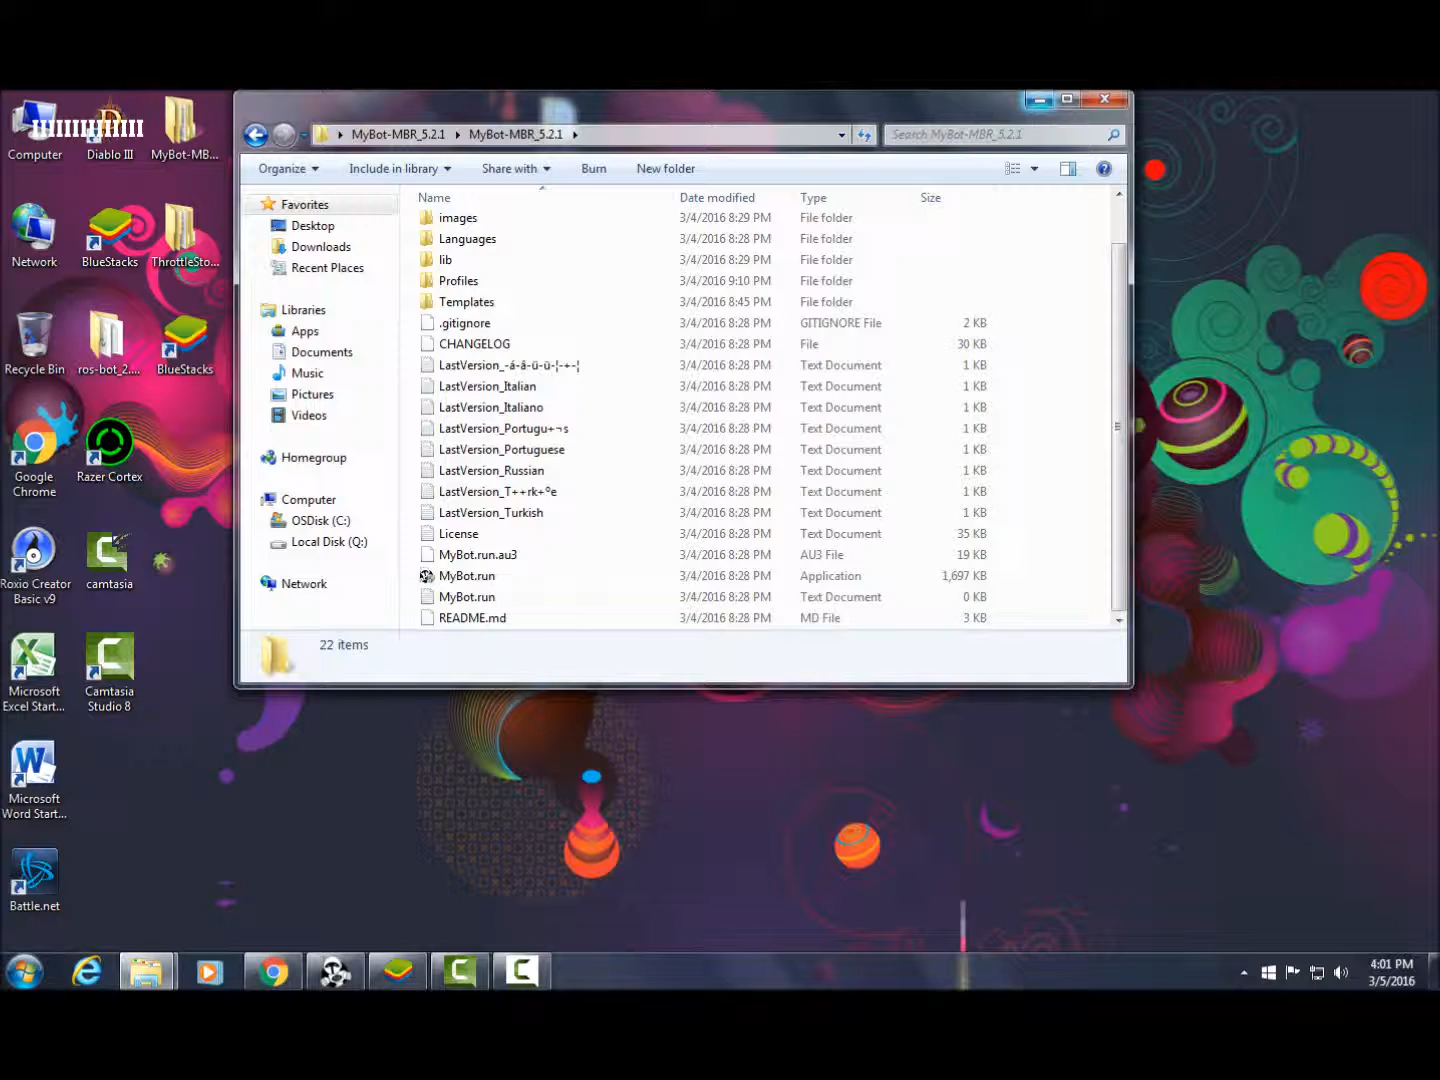 MyBot-MBR_5.2.1 MyBot-MBR_5.2.1
Search MyBot-MBR_5.2.1
Organize Include in library Share with Burn New folder
Favorites
Desktop
Downloads
Recent Places
Libraries
Apps
Documents
Music
Pictures
Videos
Homegroup
Computer
OSDisk (C:)
Local Disk (Q:)
Network
Name Date modified Type Size
images 3/4/2016 8:29 PM File folder
Languages 3/4/2016 8:28 PM File folder
lib 3/4/2016 8:29 PM File folder
Profiles 3/4/2016 9:10 PM File folder
Templates 3/4/2016 8:45 PM File folder
.gitignore 3/4/2016 8:28 PM GITIGNORE File 2 KB
CHANGELOG 3/4/2016 8:28 PM File 30 KB
LastVersion_-á-â-ü-ü-¦-+-¦ 3/4/2016 8:28 PM Text Document 1 KB
LastVersion_Italian 3/4/2016 8:28 PM Text Document 1 KB
LastVersion_Italiano 3/4/2016 8:28 PM Text Document 1 KB
LastVersion_Portugu+¬s 3/4/2016 8:28 PM Text Document 1 KB
LastVersion_Portuguese 3/4/2016 8:28 PM Text Document 1 KB
LastVersion_Russian 3/4/2016 8:28 PM Text Document 1 KB
LastVersion_T++rk+ºe 3/4/2016 8:28 PM Text Document 1 KB
LastVersion_Turkish 3/4/2016 8:28 PM Text Document 1 KB
License 3/4/2016 8:28 PM Text Document 35 KB
MyBot.run.au3 3/4/2016 8:28 PM AU3 File 19 KB
MyBot.run 3/4/2016 8:28 PM Application 1,697 KB
MyBot.run 3/4/2016 8:28 PM Text Document 0 KB
README.md 3/4/2016 8:28 PM MD File 3 KB
22 items
Computer Diablo III MyBot-MB...
Network BlueStacks ThrottleSto...
Recycle Bin ros-bot_2.... BlueStacks
Google
Chrome
Razer Cortex
Roxio Creator
Basic v9
camtasia
Microsoft
Excel Start...
Camtasia
Studio 8
Microsoft
Word Start...
Battle.net
4:01 PM
3/5/2016